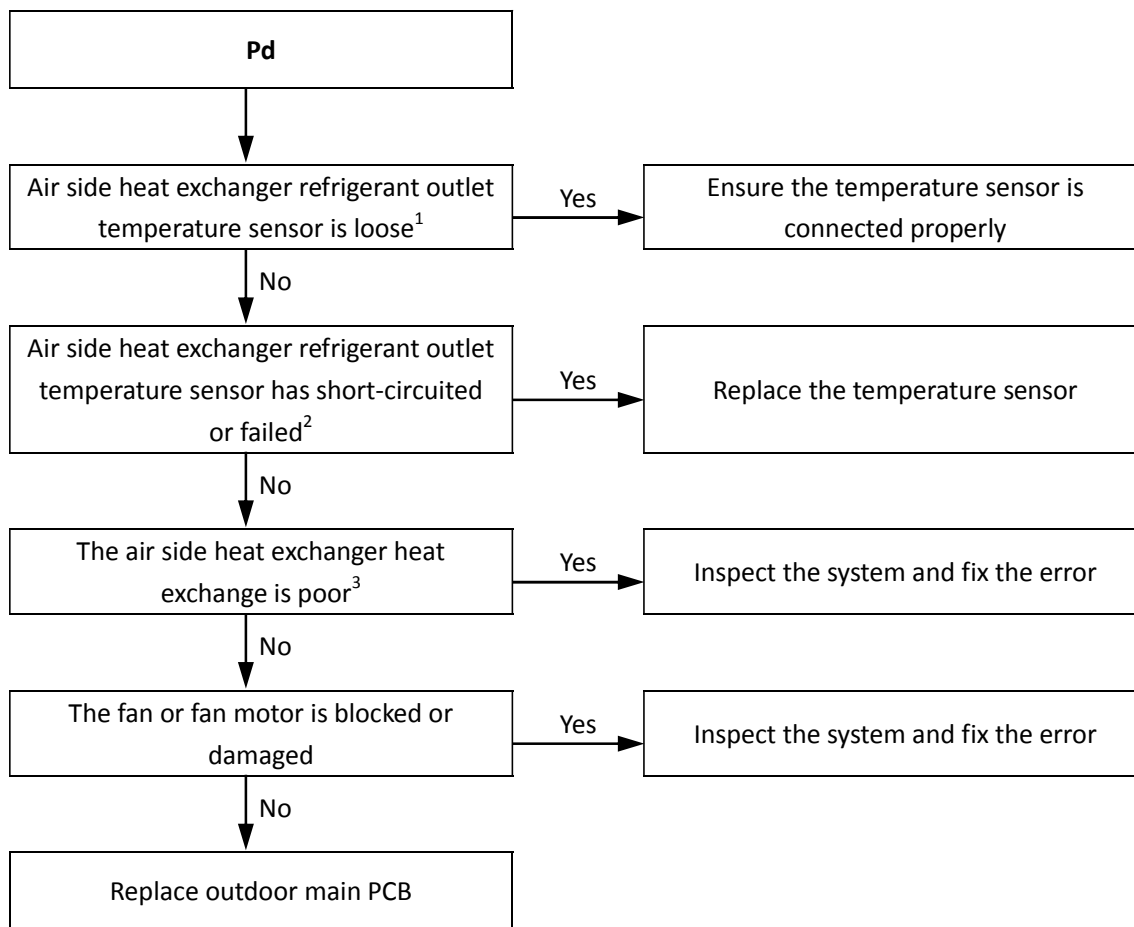 Pd
Air side heat exchanger refrigerant outlet
temperature sensor is loose¹
Yes
Ensure the temperature sensor is
connected properly
No
Air side heat exchanger refrigerant outlet
temperature sensor has short-circuited
or failed²
Yes
Replace the temperature sensor
No
The air side heat exchanger heat
exchange is poor³
Yes
Inspect the system and fix the error
No
The fan or fan motor is blocked or
damaged
Yes
Inspect the system and fix the error
No
Replace outdoor main PCB